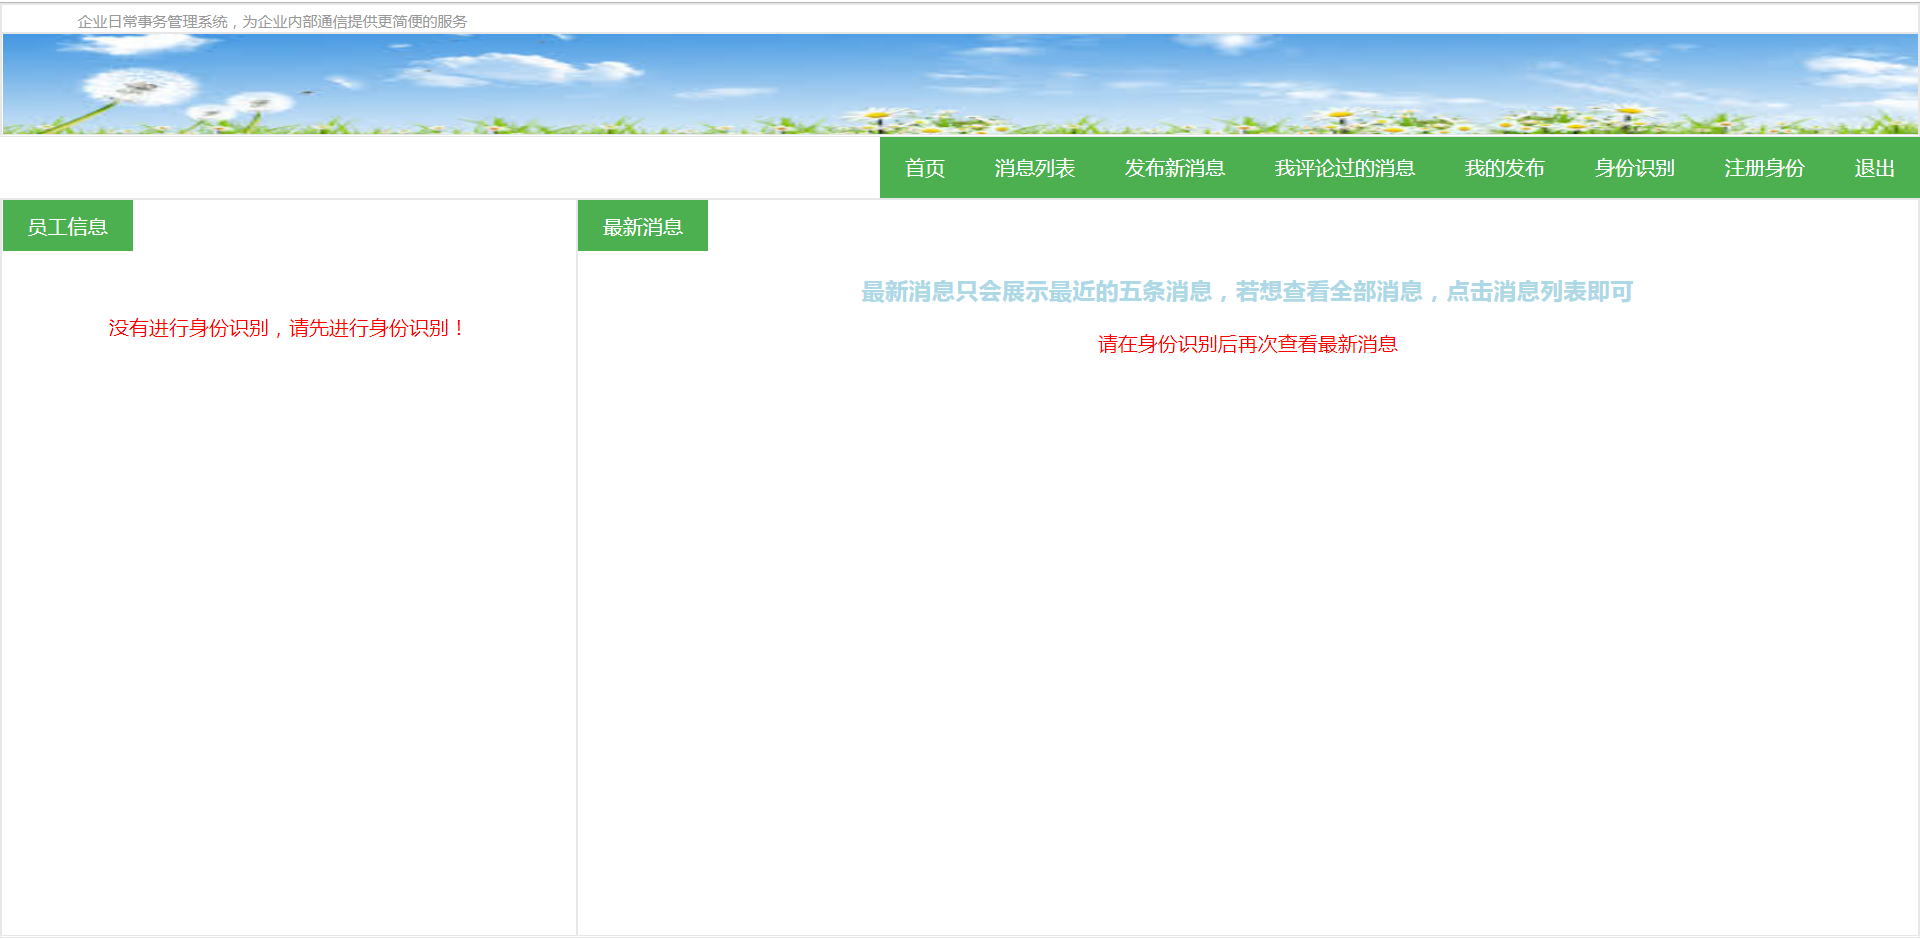 企业日常事务管理系统，为企业内部通信提供更简便的服务
首页 消息列表 发布新消息 我评论过的消息 我的发布 身份识别 注册身份 退出
员工信息
最新消息
最新消息只会展示最近的五条消息，若想查看全部消息，点击消息列表即可
没有进行身份识别，请先进行身份识别！
请在身份识别后再次查看最新消息